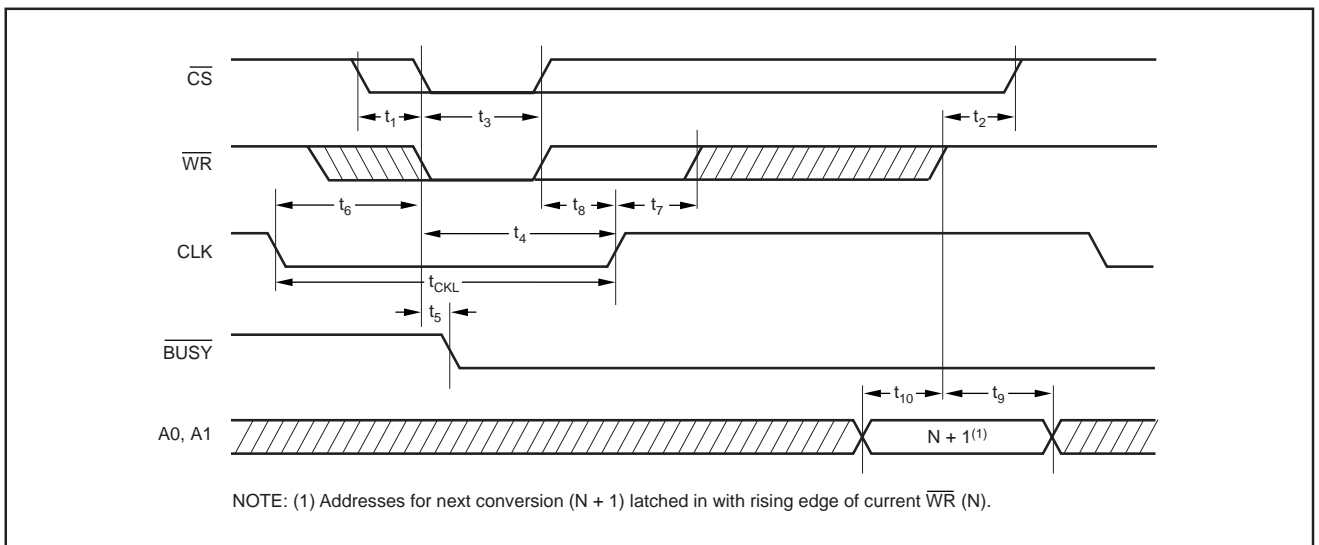 CS
t1 t3 t2
WR
t6 t8 t7
t4
CLK
tCKL
t5
BUSY
t10 t9
A0, A1 N + 1(1)
NOTE: (1) Addresses for next conversion (N + 1) latched in with rising edge of current WR (N).